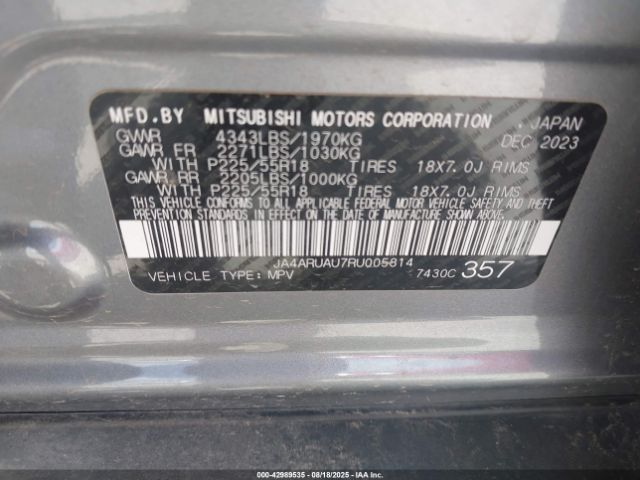 MFD.BY MITSUBISHI MOTORS CORPORATION JAPAN
GVWR 4343LBS/1970KG DEC 2023
GAWR FR 2271LBS/1030KG
WITH P225/55R18 TIRES 18X7.0J RIMS
GAWR RR 2205LBS/1000KG
WITH P225/55R18 TIRES 18X7.0J RIMS
THIS VEHICLE CONFORMS TO ALL APPLICABLE FEDERAL MOTOR VEHICLE SAFETY AND THEFT
PREVENTION STANDARDS IN EFFECT ON THE DATE OF MANUFACTURE SHOWN ABOVE.
JA4ARUAU7RU005814
VEHICLE TYPE: MPV 7430C 357
000-42989535 - 08/18/2025 - Copyright © IAA, LLC